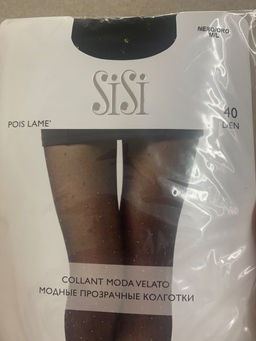 NERO/ORO
M/L
SiSi
POIS LAME'
40
DEN
COLLANT MODA VELATO
МОДНЫЕ ПРОЗРАЧНЫЕ КОЛГОТКИ